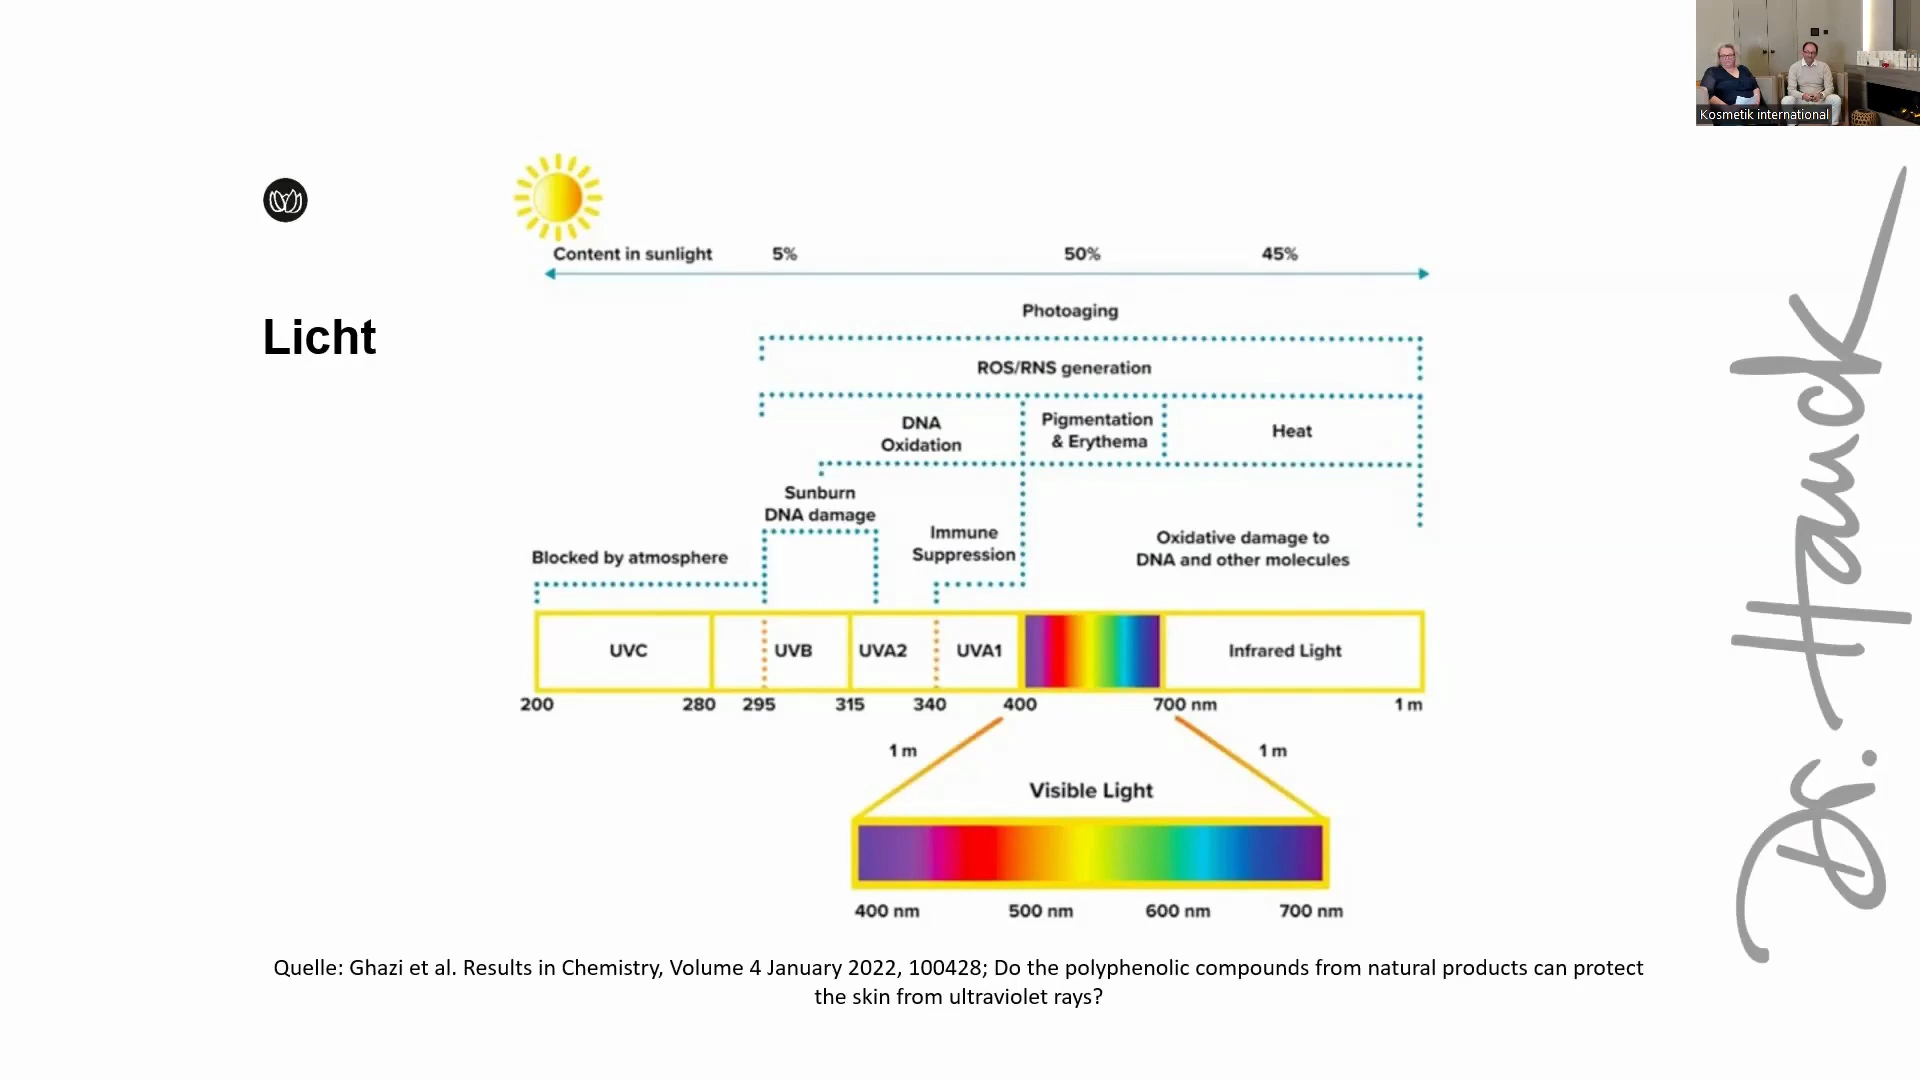 Kosmetik international
Content in sunlight 5% 50% 45%
Licht
Photoaging
ROS/RNS generation
DNA
Oxidation
Pigmentation
& Erythema
Heat
Sunburn
DNA damage
Immune
Suppression
Oxidative damage to
DNA and other molecules
Blocked by atmosphere
UVC UVB UVA2 UVA1 Infrared Light
200 280 295 315 340 400 700 nm 1 m
1 m 1 m
Visible Light
400 nm 500 nm 600 nm 700 nm
Quelle: Ghazi et al. Results in Chemistry, Volume 4 January 2022, 100428; Do the polyphenolic compounds from natural products can protect
the skin from ultraviolet rays?
Dr. Hauck